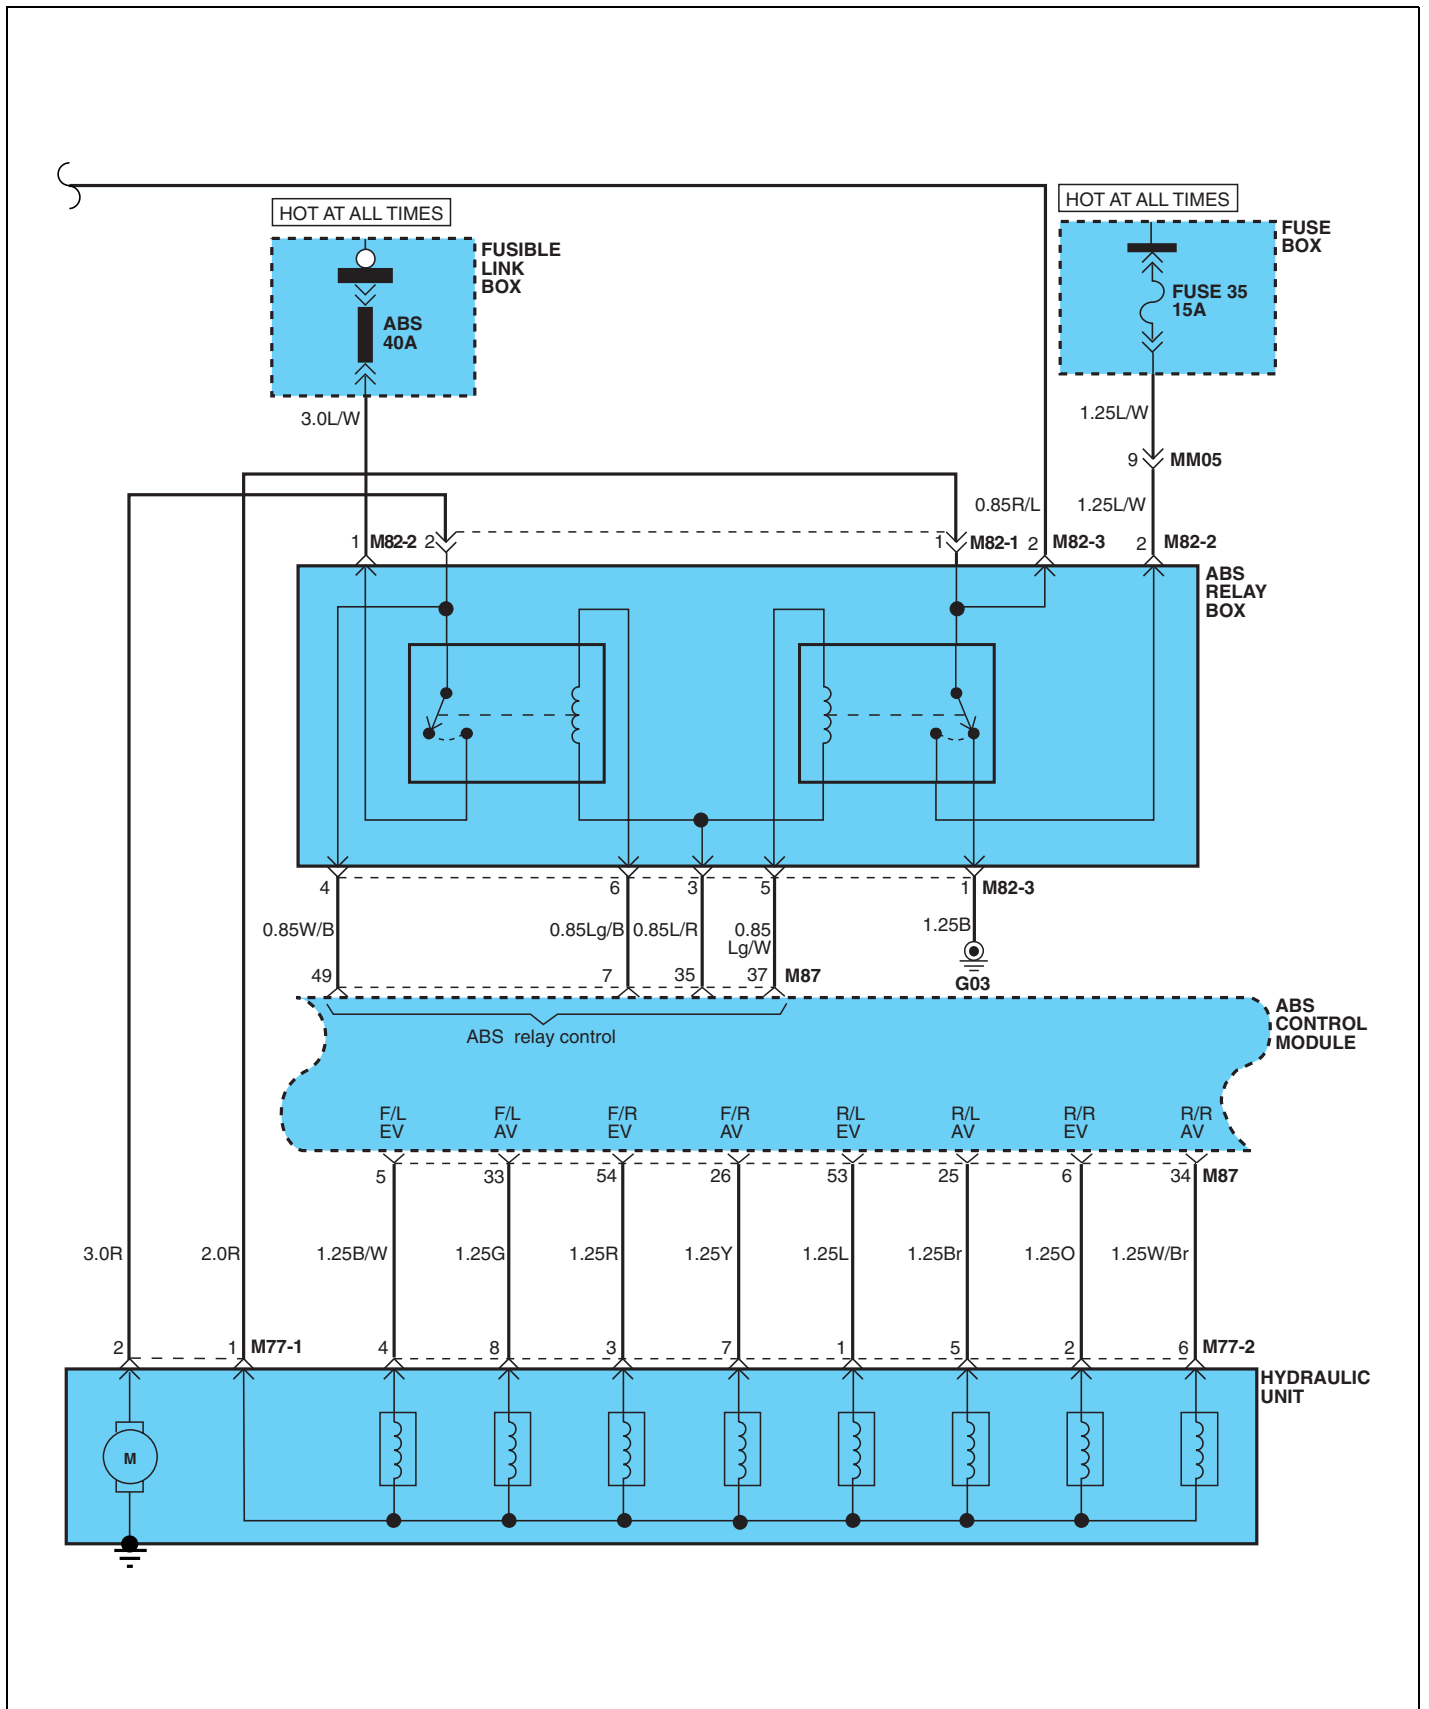 HOT AT ALL TIMES
HOT AT ALL TIMES
FUSIBLE
LINK
BOX
FUSE
BOX
ABS
40A
FUSE 35
15A
3.0L/W
1.25L/W
9 MM05
0.85R/L
1.25L/W
1 M82-2 2
1 M82-1 2 M82-3 2 M82-2
ABS
RELAY
BOX
4 6 3 5 1 M82-3
0.85W/B
0.85Lg/B
0.85L/R
0.85
Lg/W
1.25B
49 7 35 37 M87
G03
ABS relay control
ABS
CONTROL
MODULE
F/L
EV
F/L
AV
F/R
EV
F/R
AV
R/L
EV
R/L
AV
R/R
EV
R/R
AV
5 33 54 26 53 25 6 34 M87
3.0R 2.0R 1.25B/W 1.25G 1.25R 1.25Y 1.25L 1.25Br 1.25O 1.25W/Br
2 1 M77-1 4 8 3 7 1 5 2 6 M77-2
HYDRAULIC
UNIT
M